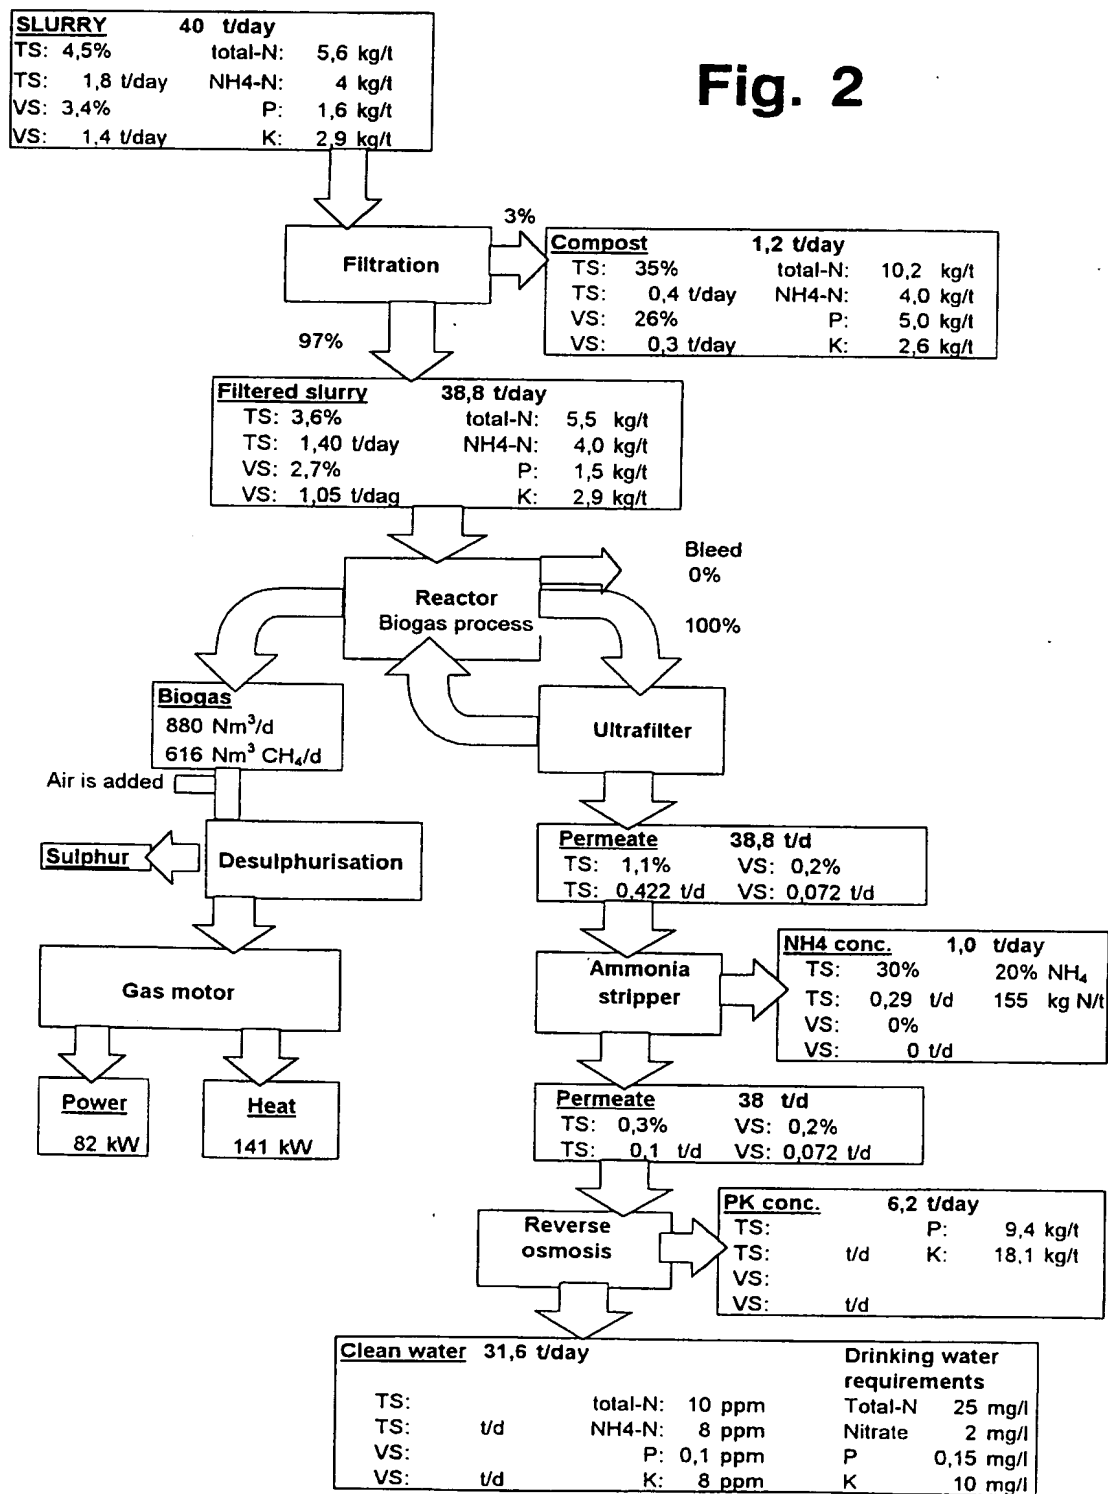 SLURRY 40 t/day
TS: 4,5% total-N: 5,6 kg/t
TS: 1,8 t/day NH4-N: 4 kg/t
VS: 3,4% P: 1,6 kg/t
VS: 1,4 t/day K: 2,9 kg/t
Fig. 2
Filtration
3%
Compost 1,2 t/day
TS: 35% total-N: 10,2 kg/t
TS: 0,4 t/day NH4-N: 4,0 kg/t
VS: 26% P: 5,0 kg/t
VS: 0,3 t/day K: 2,6 kg/t
97%
Filtered slurry 38,8 t/day
TS: 3,6% total-N: 5,5 kg/t
TS: 1,40 t/day NH4-N: 4,0 kg/t
VS: 2,7% P: 1,5 kg/t
VS: 1,05 t/dag K: 2,9 kg/t
Reactor
Biogas process
Bleed
0%
100%
Biogas
880 Nm³/d
616 Nm³ CH₄/d
Ultrafilter
Air is added
Sulphur
Desulphurisation
Permeate 38,8 t/d
TS: 1,1% VS: 0,2%
TS: 0,422 t/d VS: 0,072 t/d
Gas motor
Ammonia
stripper
NH4 conc. 1,0 t/day
TS: 30% 20% NH₄
TS: 0,29 t/d 155 kg N/t
VS: 0%
VS: 0 t/d
Power
82 kW
Heat
141 kW
Permeate 38 t/d
TS: 0,3% VS: 0,2%
TS: 0,1 t/d VS: 0,072 t/d
Reverse
osmosis
PK conc. 6,2 t/day
TS: P: 9,4 kg/t
TS: t/d K: 18,1 kg/t
VS:
VS: t/d
Clean water 31,6 t/day Drinking water
requirements
TS: total-N: 10 ppm Total-N 25 mg/l
TS: t/d NH4-N: 8 ppm Nitrate 2 mg/l
VS: P: 0,1 ppm P 0,15 mg/l
VS: t/d K: 8 ppm K 10 mg/l